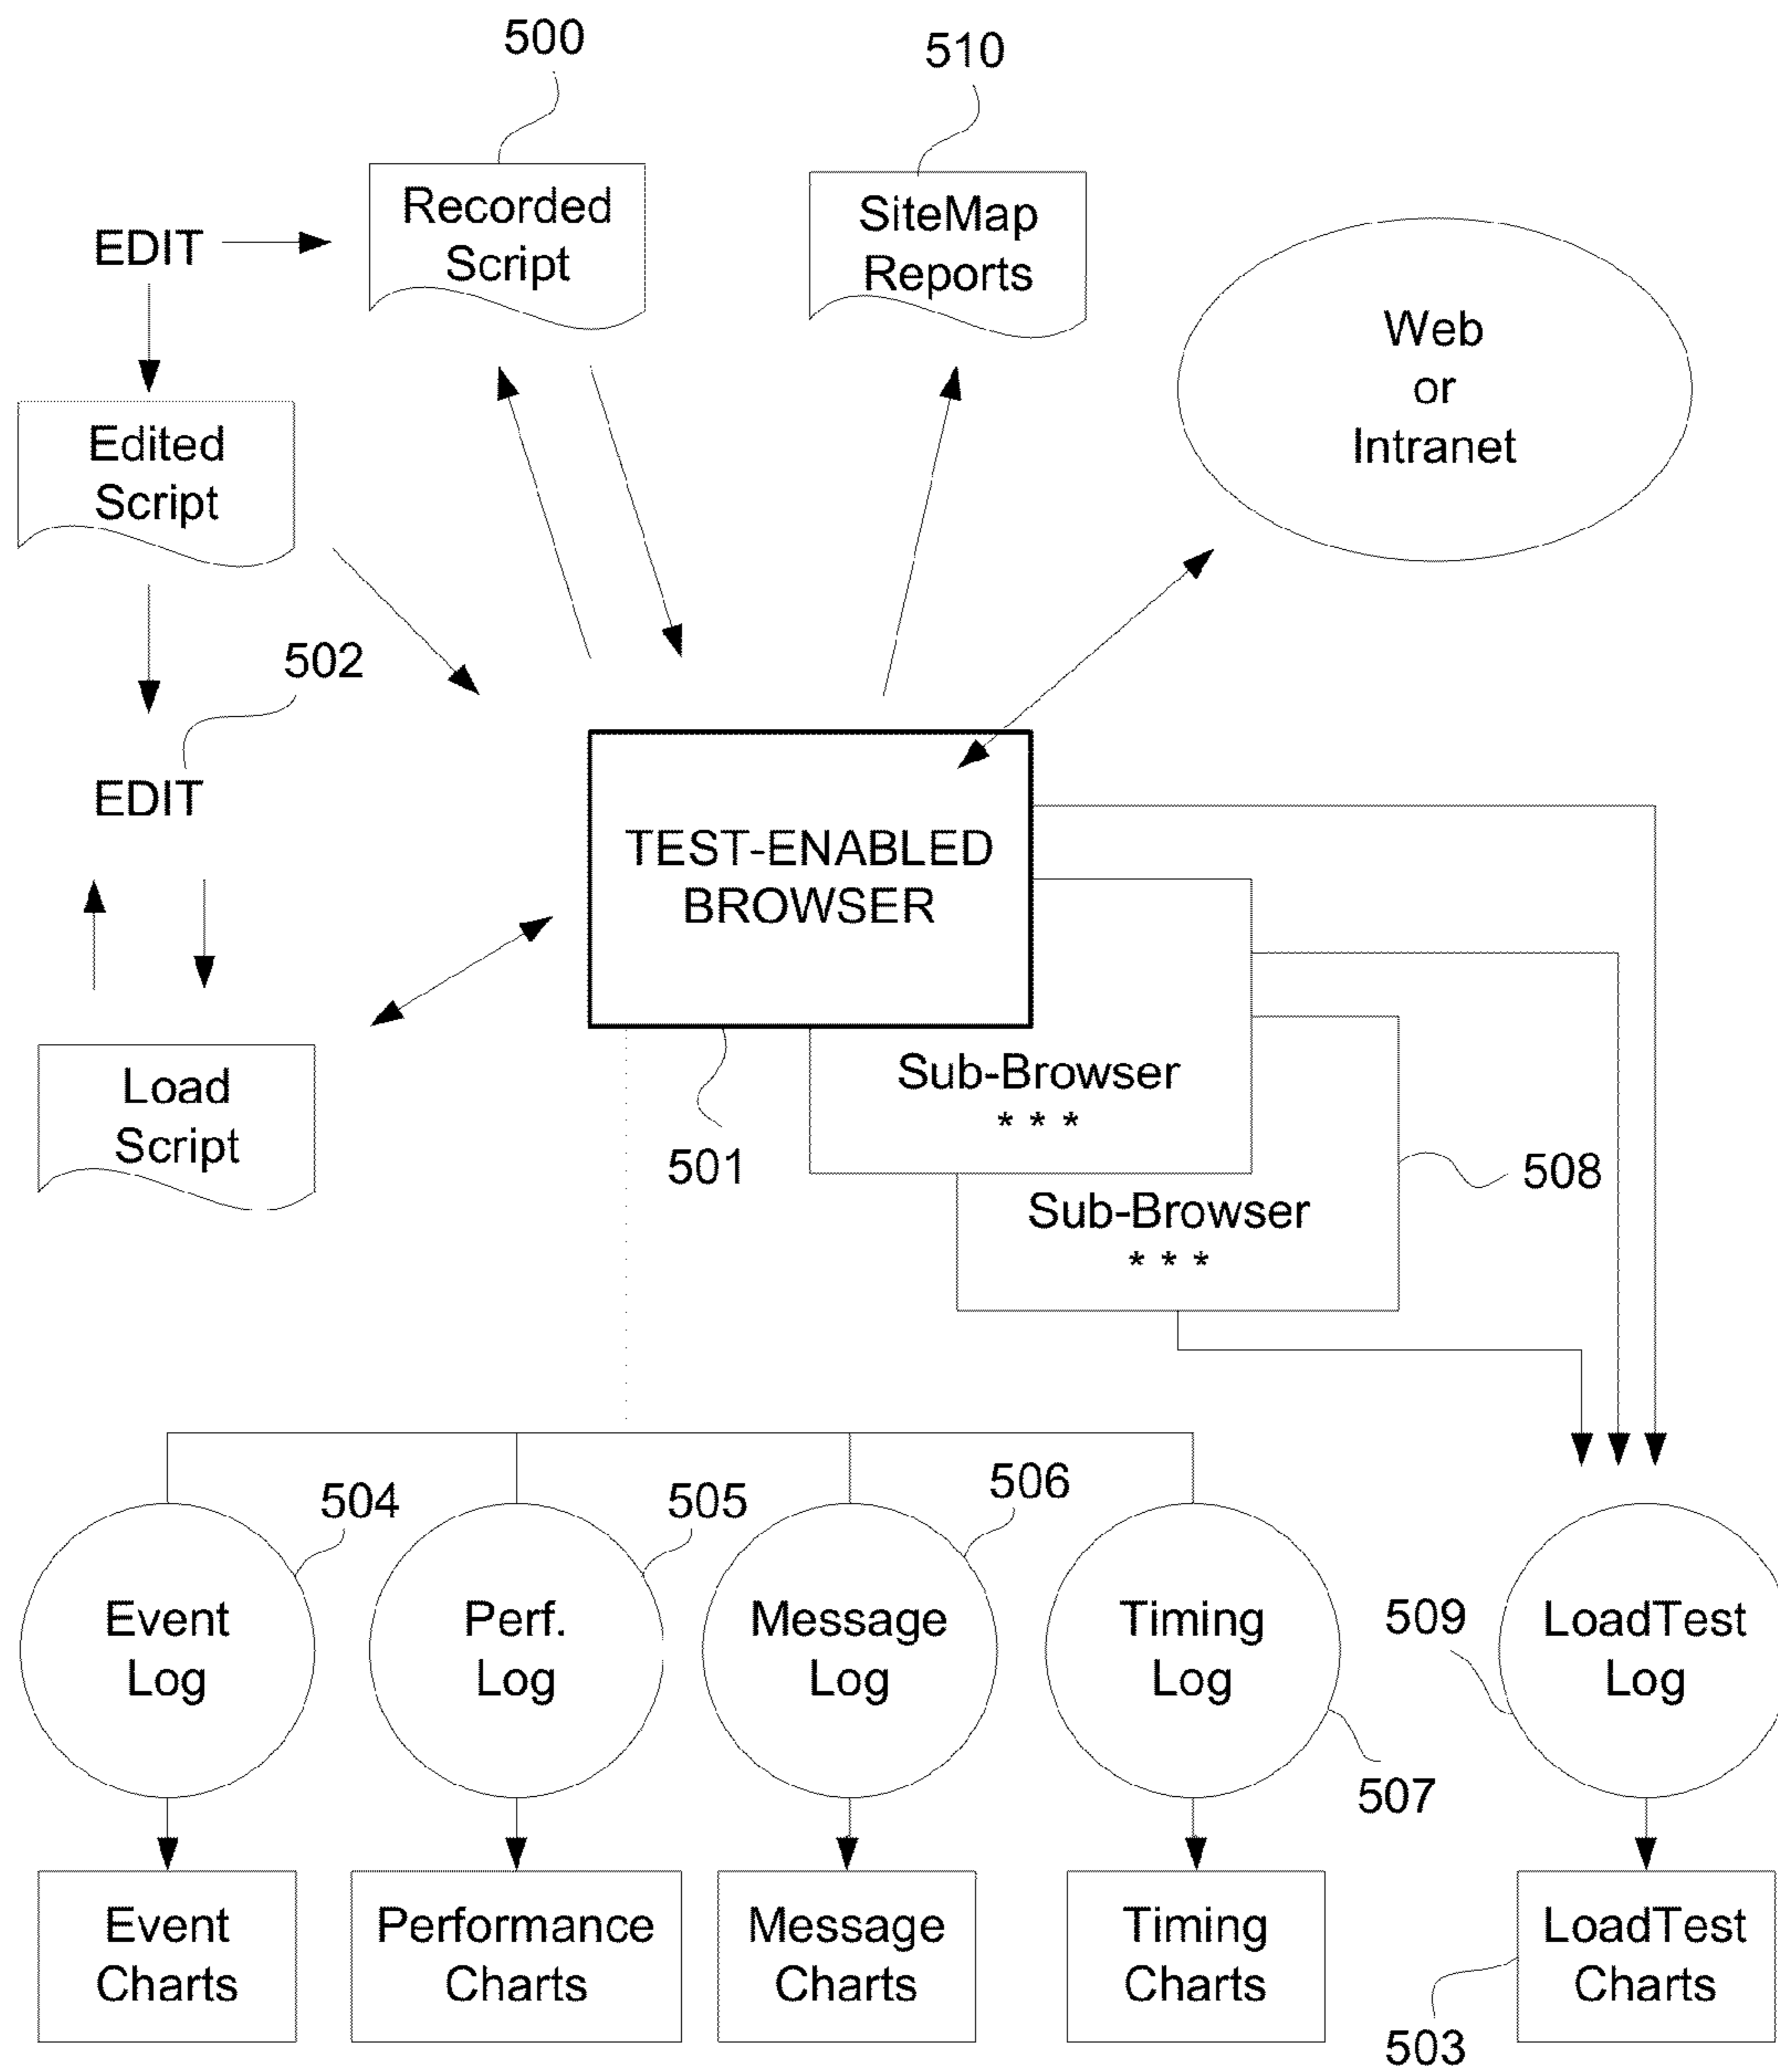 500
510
Recorded
Script
SiteMap
Reports
EDIT
Web
or
Intranet
Edited
Script
502
EDIT
TEST-ENABLED
BROWSER
Load
Script
Sub-Browser
* * *
501
508
Sub-Browser
* * *
504
505
506
Event
Log
Perf.
Log
Message
Log
Timing
Log
509
LoadTest
Log
507
Event
Charts
Performance
Charts
Message
Charts
Timing
Charts
LoadTest
Charts
503